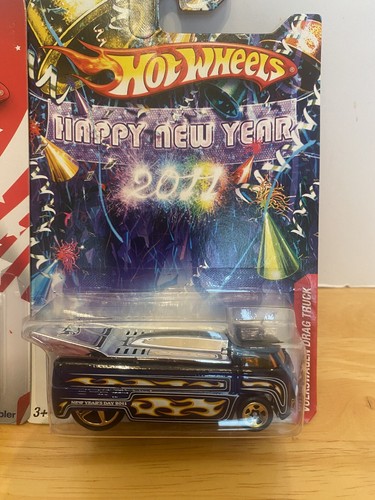 HOT WHEELS
HAPPY NEW YEAR
2011
VOLKSWAGEN DRAG TRUCK
NEW YEAR'S DAY 2011
3+